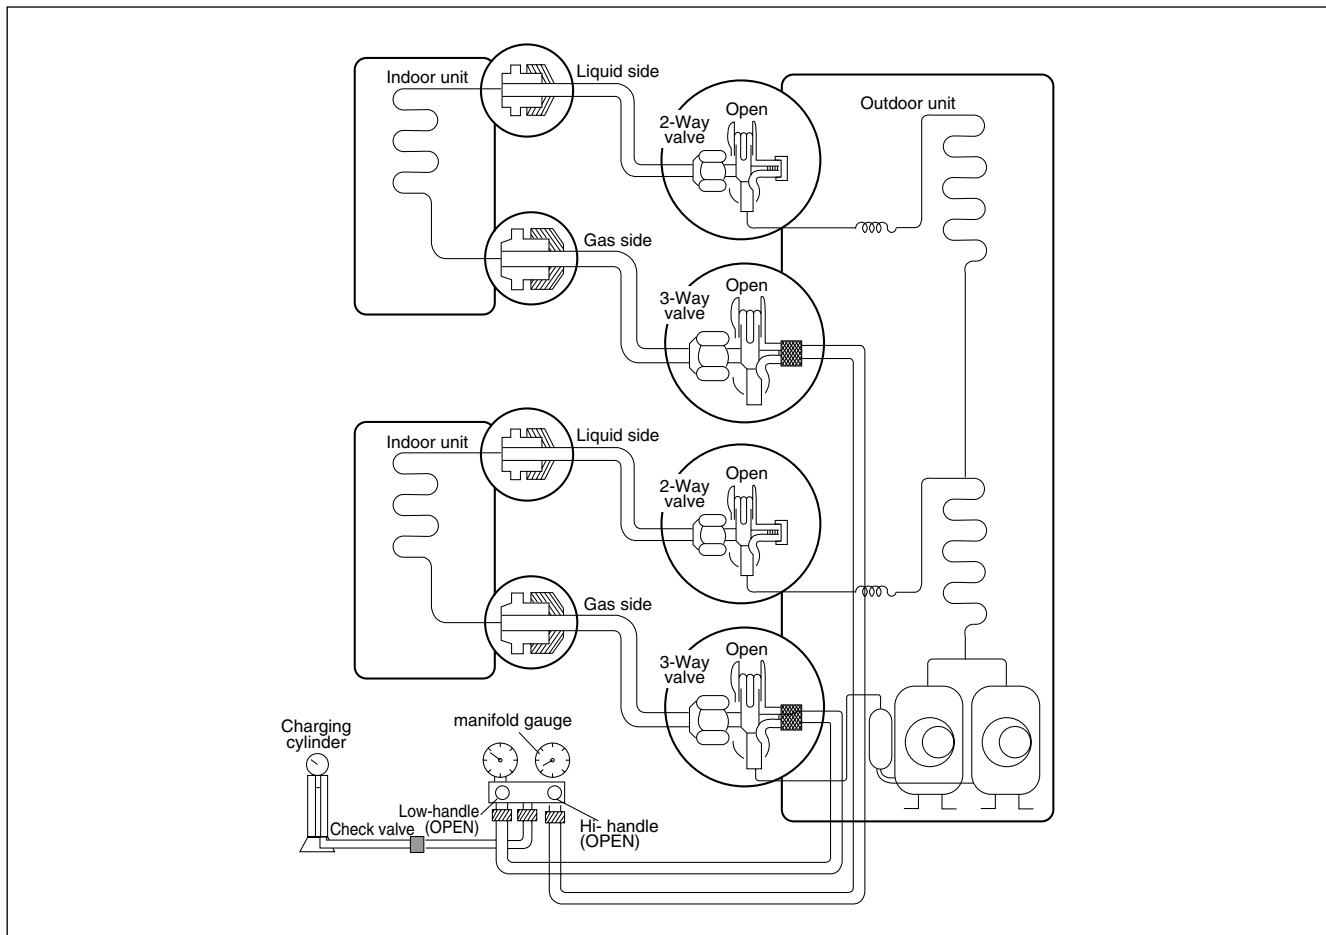 Indoor unit
Liquid side
2-Way
valve
Open
Outdoor unit
Gas side
3-Way
valve
Open
Indoor unit
Liquid side
2-Way
valve
Open
Gas side
3-Way
valve
Open
Charging
cylinder
manifold gauge
Low-handle
(OPEN)
Check valve
Hi- handle
(OPEN)